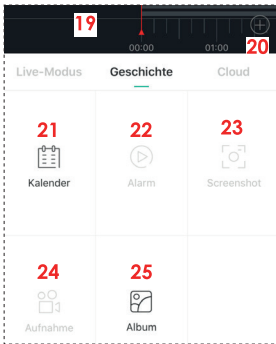 19
00:00 01:00
20
Live-Modus Geschichte Cloud
21 22 23
Kalender Alarm Screenshot
24 25
Aufnahme Album